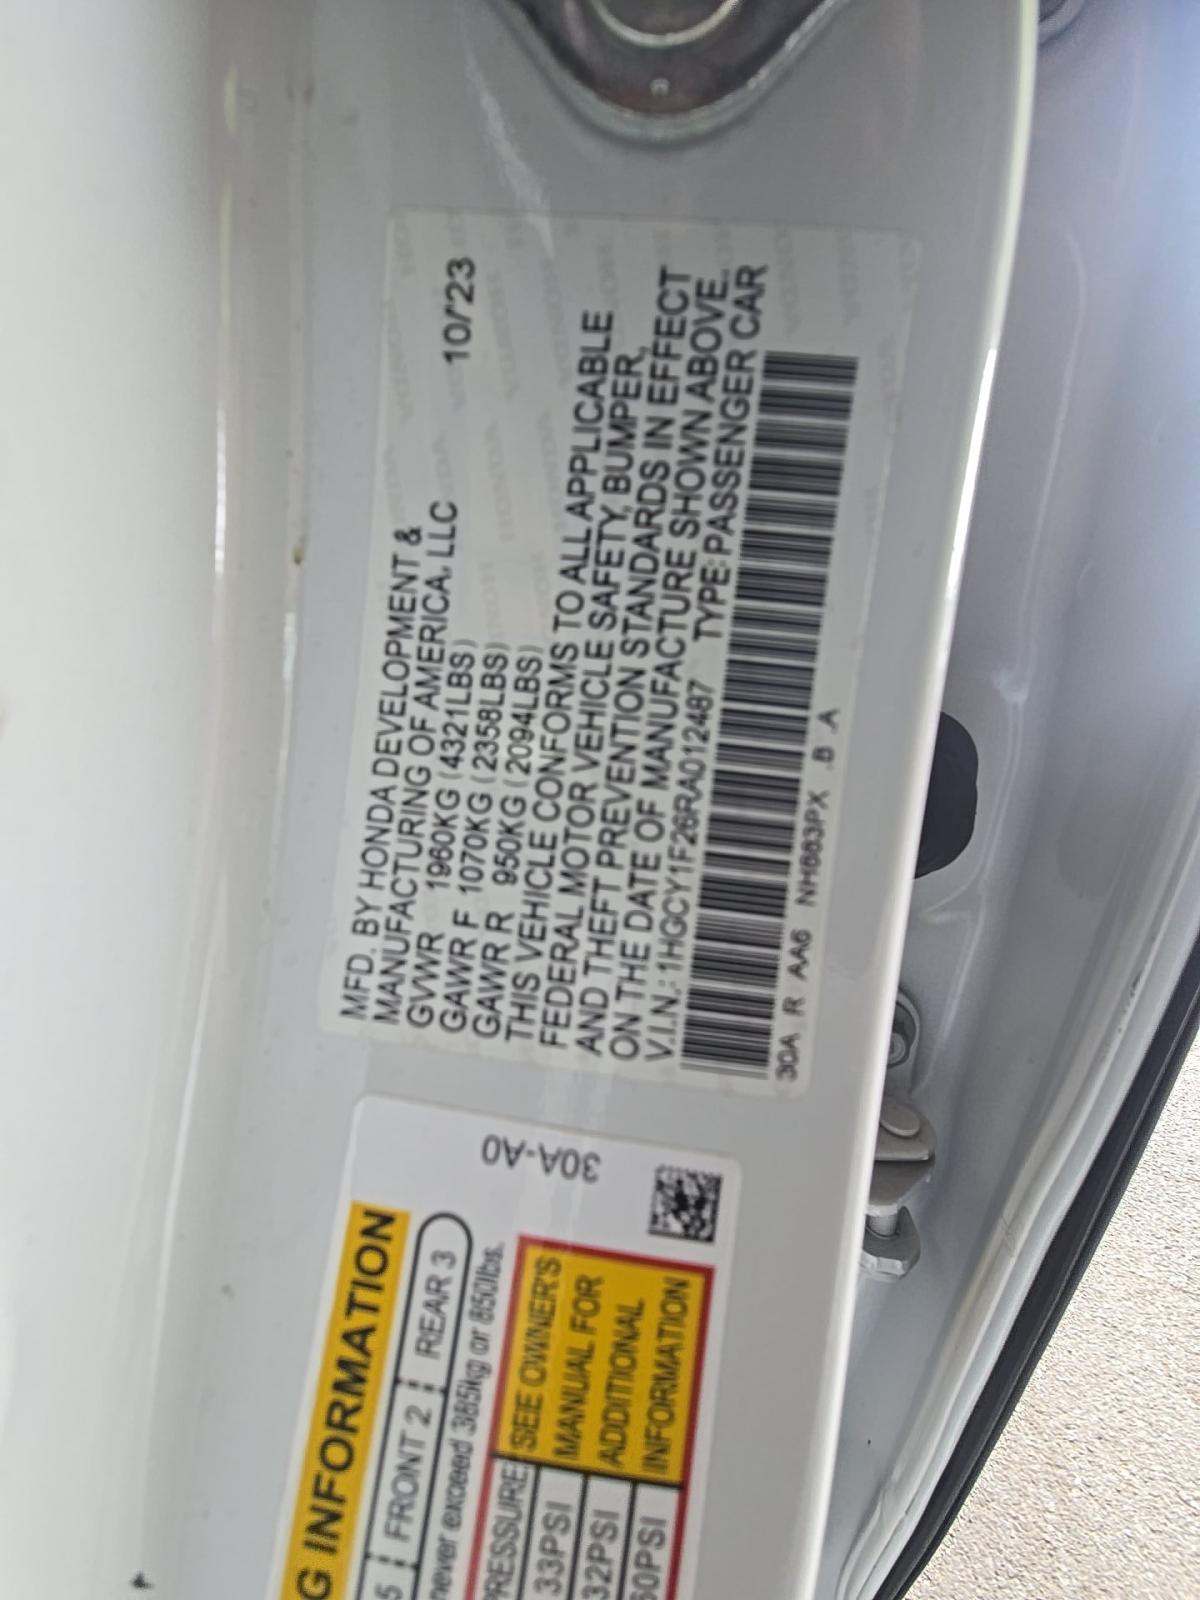 MFD. BY HONDA DEVELOPMENT &
MANUFACTURING OF AMERICA, LLC 10/'23
GVWR 1960KG (4321LBS)
GAWR F 1070KG (2358LBS)
GAWR R 950KG (2094LBS)
THIS VEHICLE CONFORMS TO ALL APPLICABLE
FEDERAL MOTOR VEHICLE SAFETY, BUMPER,
AND THEFT PREVENTION STANDARDS IN EFFECT
ON THE DATE OF MANUFACTURE SHOWN ABOVE.
V.I.N.: 1HGCY1F26RA012487 TYPE: PASSENGER CAR
30A R AA6 NH883PX B A
30A-A0
G INFORMATION
5 FRONT 2 REAR 3
never exceed 385kg or 850lbs.
PRESSURE SEE OWNER'S
33PSI MANUAL FOR
32PSI ADDITIONAL
60PSI INFORMATION